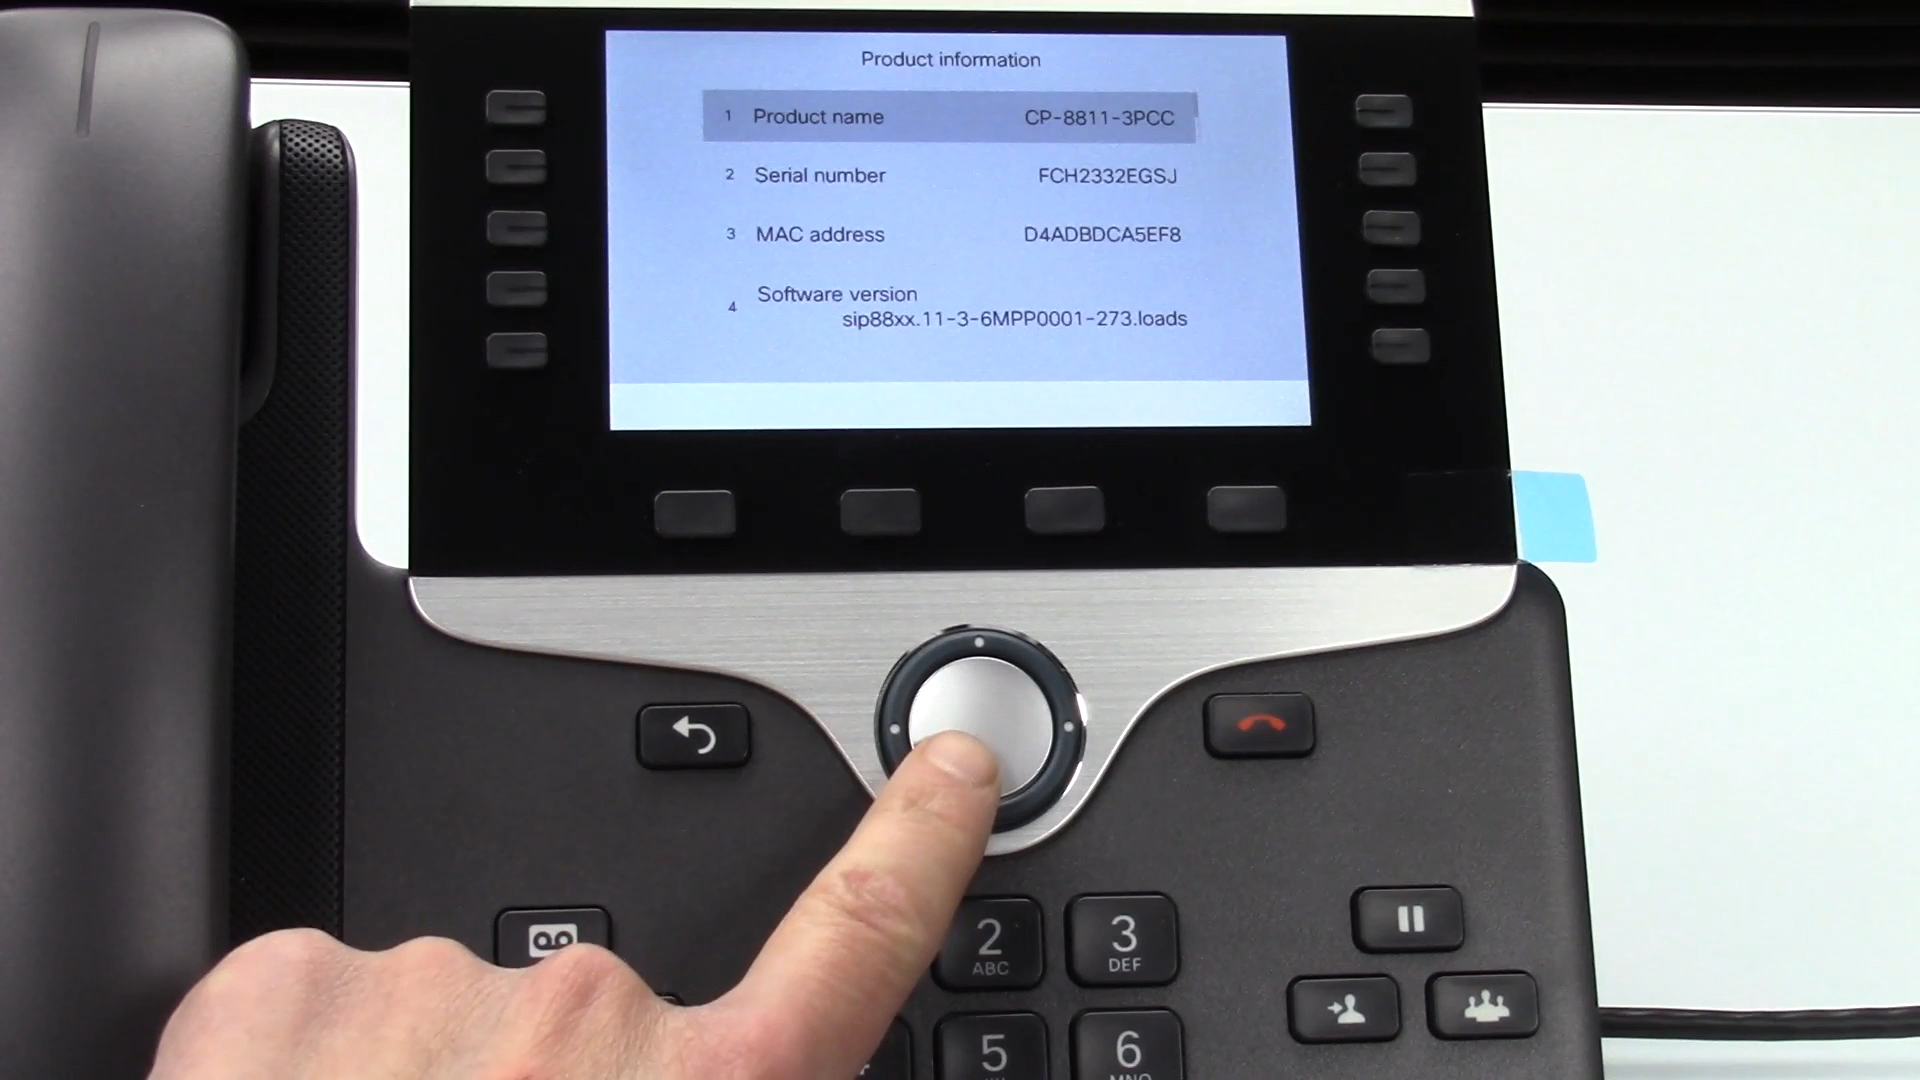 Product information
1 Product name CP-8811-3PCC
2 Serial number FCH2332EGSJ
3 MAC address D4ADBDCA5EF8
4 Software version
sip88xx.11-3-6MPP0001-273.loads
2 3
ABC DEF
5 6
MNO